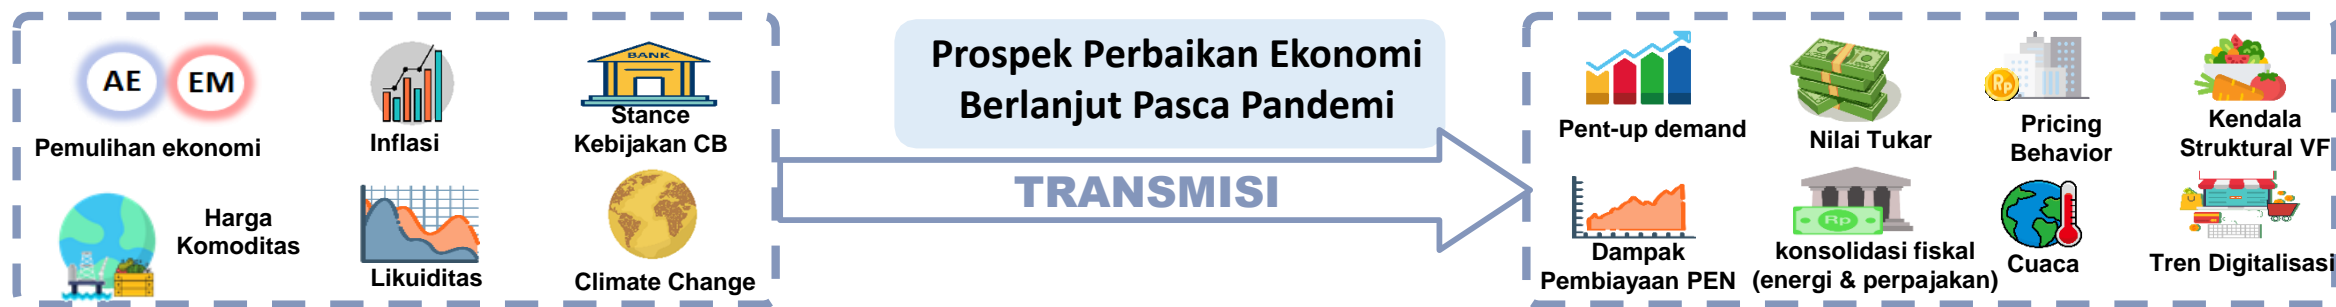 AE
EM
Pemulihan ekonomi
Inflasi
BANK
Stance
Kebijakan CB
Harga
Komoditas
Likuiditas
Climate Change
Prospek Perbaikan Ekonomi
Berlanjut Pasca Pandemi
TRANSMISI
Pent-up demand
Nilai Tukar
Rp
Pricing
Behavior
Kendala
Struktural VF
Dampak
Pembiayaan PEN
Rp
konsolidasi fiskal
(energi & perpajakan)
Cuaca
Tren Digitalisasi